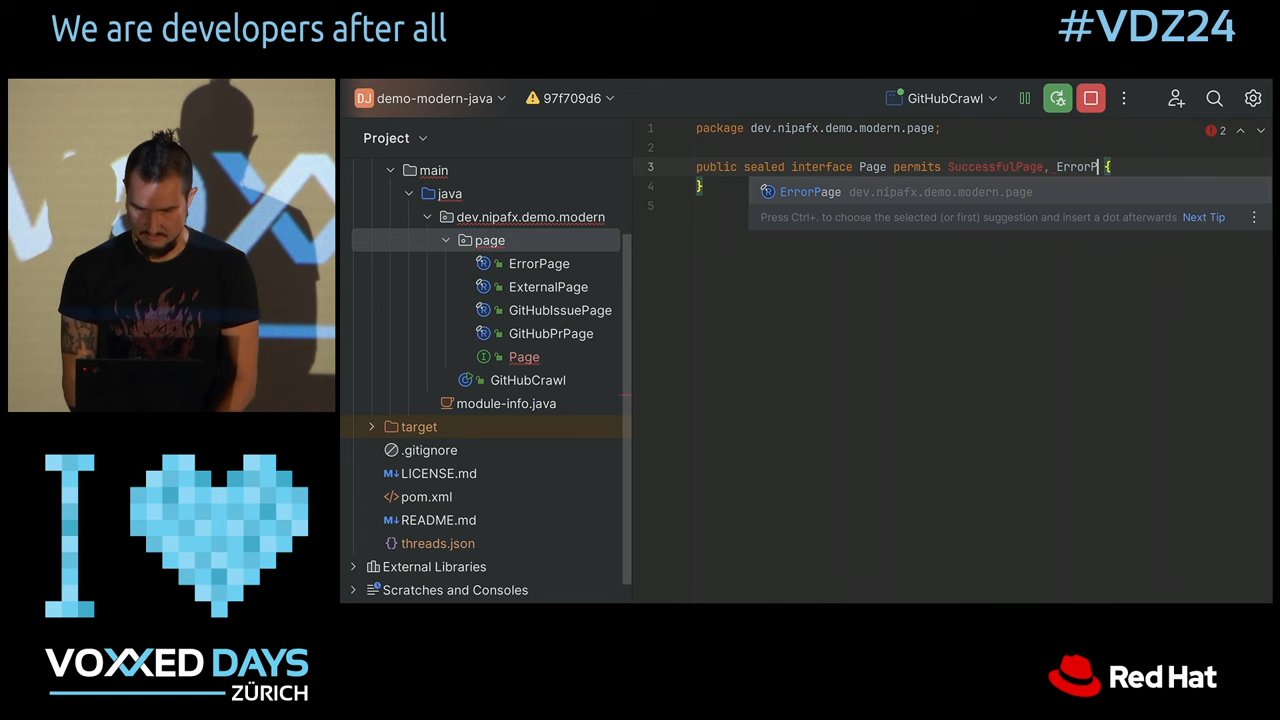 We are developers after all
#VDZ24
DJ demo-modern-java
97f709d6
GitHubCrawl
Project
main
java
dev.nipafx.demo.modern
page
ErrorPage
ExternalPage
GitHubIssuePage
GitHubPrPage
Page
GitHubCrawl
module-info.java
target
.gitignore
LICENSE.md
pom.xml
README.md
threads.json
External Libraries
Scratches and Consoles
2
1 package dev.nipafx.demo.modern.page;
2
3 public sealed interface Page permits SuccessfulPage, ErrorP {
4 }
5
ErrorPage dev.nipafx.demo.modern.page
Press Ctrl+. to choose the selected (or first) suggestion and insert a dot afterwards Next Tip
I
VOXXED DAYS
ZÜRICH
Red Hat